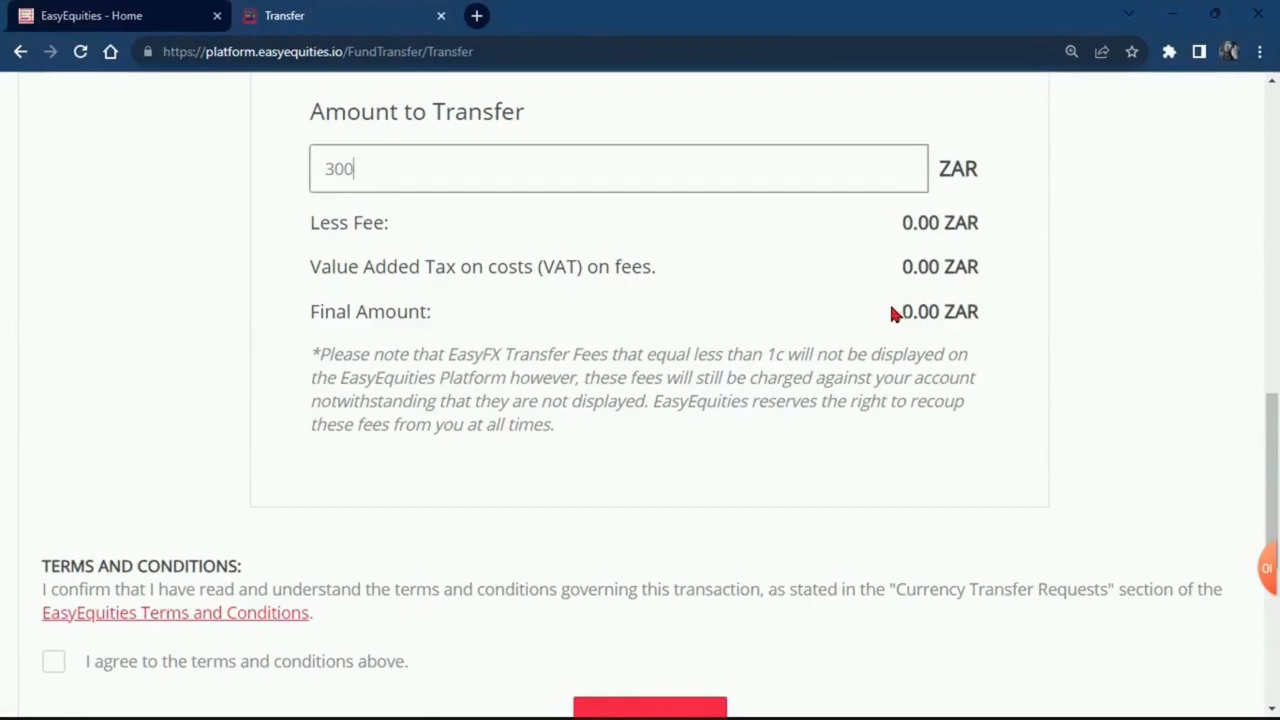 EasyEquities - Home
Transfer
https://platform.easyequities.io/FundTransfer/Transfer
Amount to Transfer
300 ZAR
Less Fee: 0.00 ZAR
Value Added Tax on costs (VAT) on fees. 0.00 ZAR
Final Amount: 0.00 ZAR
*Please note that EasyFX Transfer Fees that equal less than 1c will not be displayed on
the EasyEquities Platform however, these fees will still be charged against your account
notwithstanding that they are not displayed. EasyEquities reserves the right to recoup
these fees from you at all times.
TERMS AND CONDITIONS:
I confirm that I have read and understand the terms and conditions governing this transaction, as stated in the "Currency Transfer Requests" section of the
EasyEquities Terms and Conditions.
I agree to the terms and conditions above.